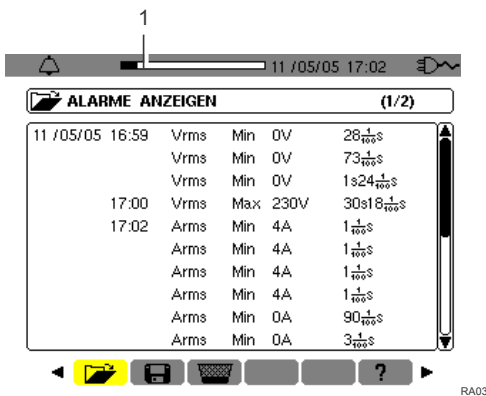 1
11 /05/05 17:02
ALARME ANZEIGEN (1/2)
11 /05/05 16:59 Vrms Min 0V 28 1/100 s
Vrms Min 0V 73 1/100 s
Vrms Min 0V 1s24 1/100 s
17:00 Vrms Max 230V 30s18 1/100 s
17:02 Arms Min 4A 1 1/100 s
Arms Min 4A 1 1/100 s
Arms Min 4A 1 1/100 s
Arms Min 4A 1 1/100 s
Arms Min 0A 90 1/100 s
Arms Min 0A 3 1/100 s
?
RA03